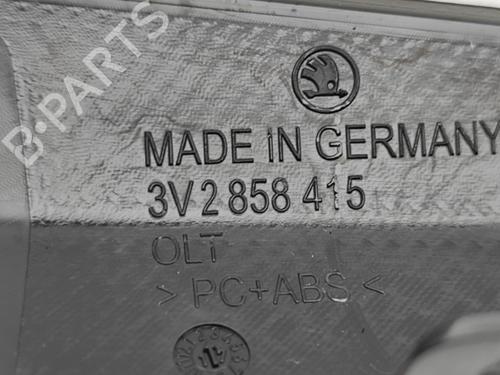 B-PARTS
MADE IN GERMANY
3V2 858 415
OLT
> PC+ABS <